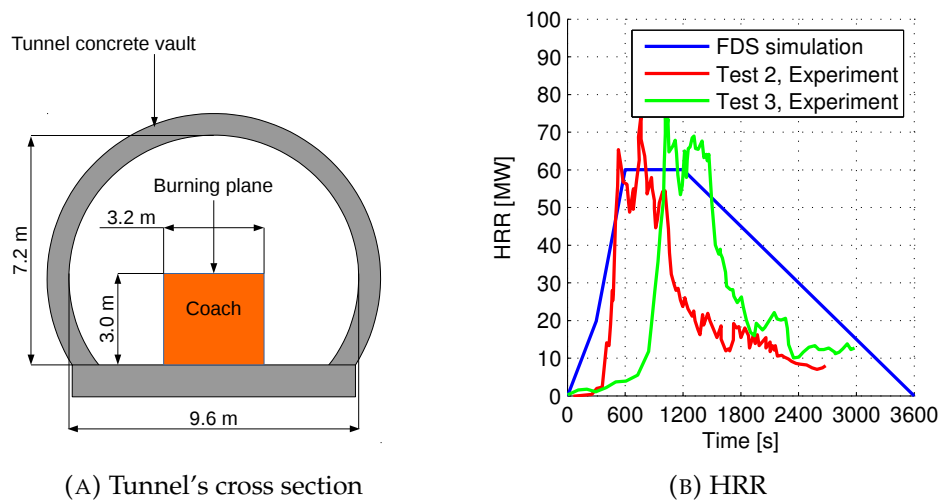 Tunnel concrete vault
Burning plane
3.2 m
7.2 m
3.0 m
Coach
9.6 m
(A) Tunnel's cross section
100
90
80
70
60
50
40
30
20
10
0
HRR [MW]
FDS simulation
Test 2, Experiment
Test 3, Experiment
0 600 1200 1800 2400 3000 3600
Time [s]
(B) HRR